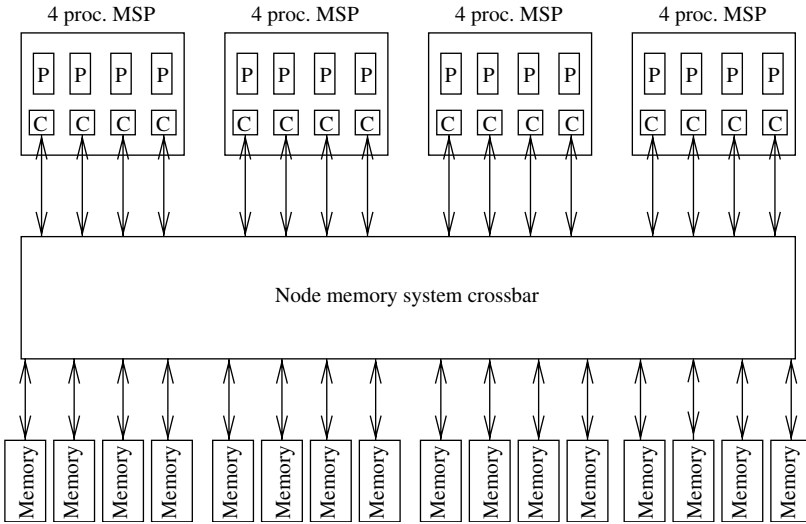 4 proc. MSP 4 proc. MSP 4 proc. MSP 4 proc. MSP
P P P P P P P P P P P P P P P P
C C C C C C C C C C C C C C C C
Node memory system crossbar
Memory Memory Memory Memory Memory Memory Memory Memory Memory Memory Memory Memory Memory Memory Memory Memory